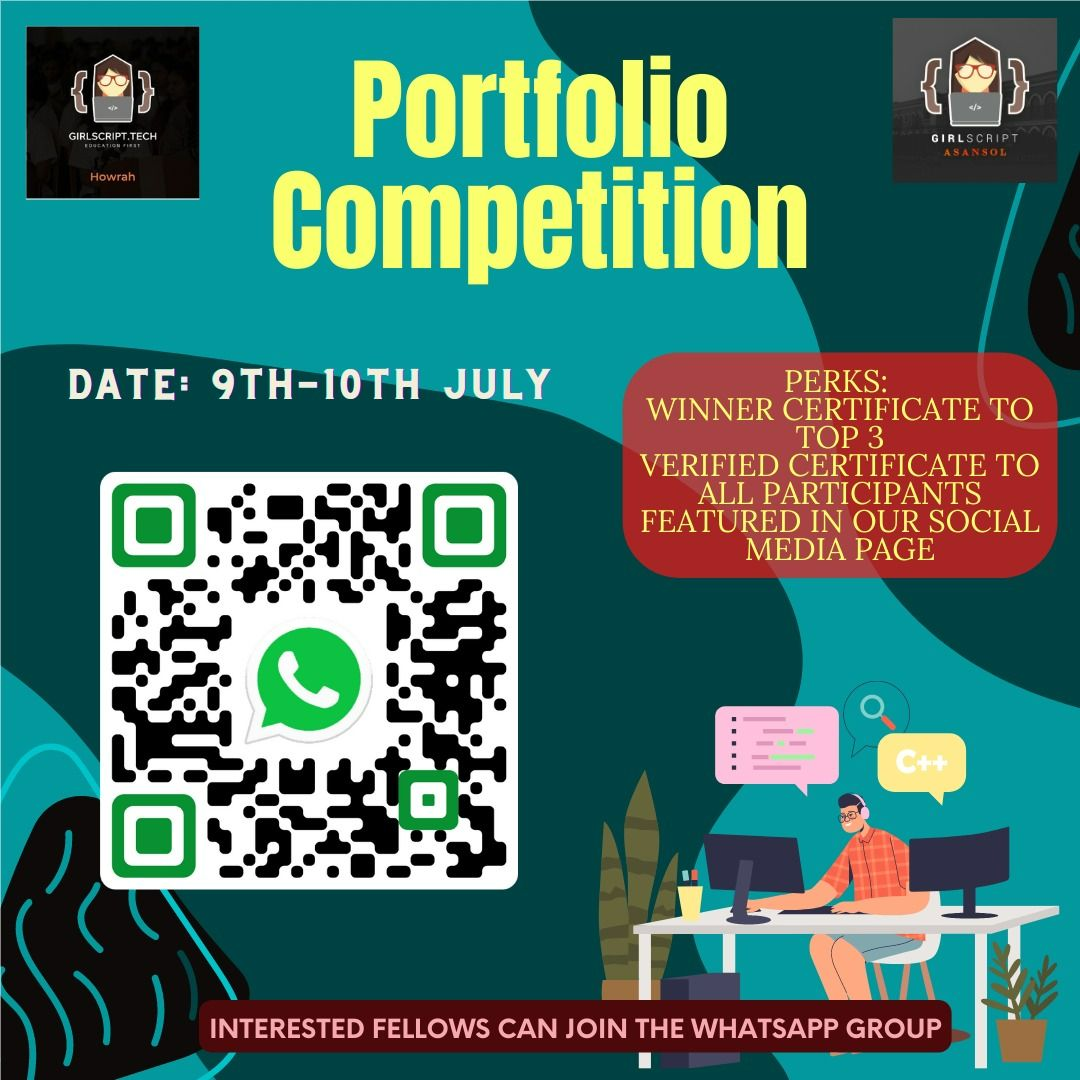 GIRLSCRIPT.TECH
EDUCATION FIRST
Howrah
GIRLSCRIPT
ASANSOL
Portfolio
Competition
DATE: 9TH-10TH JULY
PERKS:
WINNER CERTIFICATE TO
TOP 3
VERIFIED CERTIFICATE TO
ALL PARTICIPANTS
FEATURED IN OUR SOCIAL
MEDIA PAGE
C++
INTERESTED FELLOWS CAN JOIN THE WHATSAPP GROUP